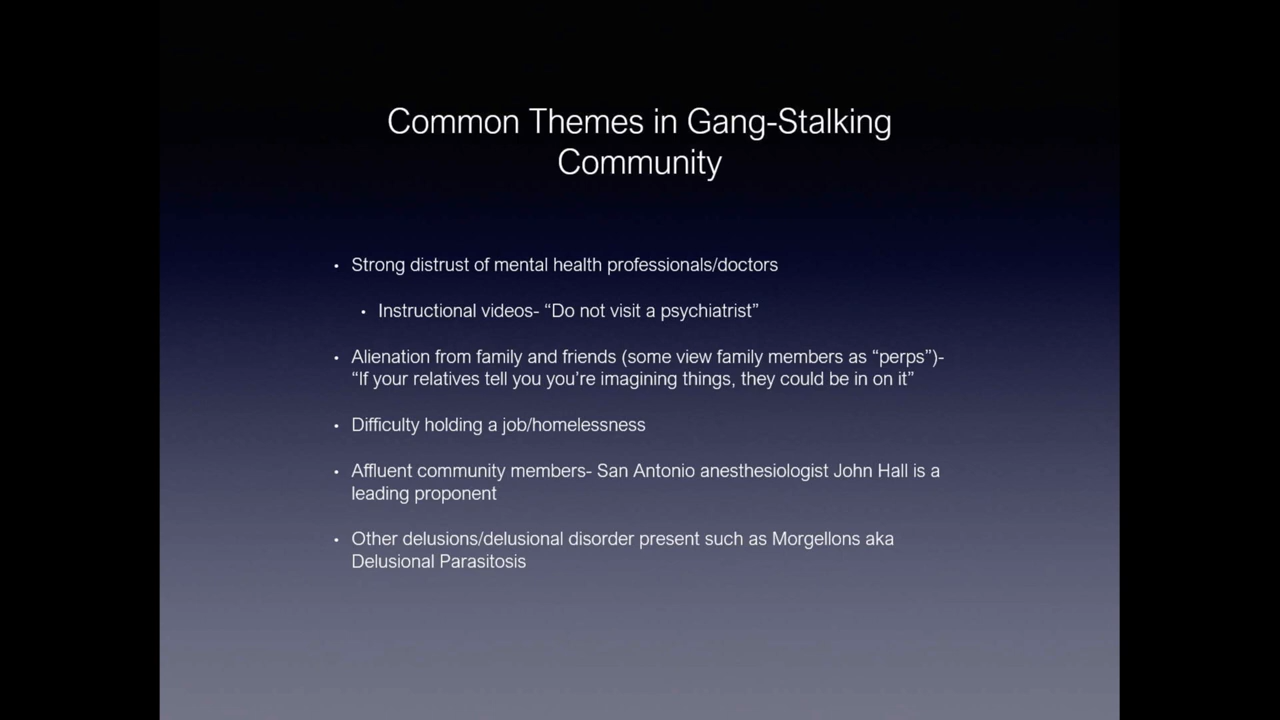 Common Themes in Gang-Stalking
Community
• Strong distrust of mental health professionals/doctors
• Instructional videos- “Do not visit a psychiatrist”
• Alienation from family and friends (some view family members as “perps”)-
“If your relatives tell you you’re imagining things, they could be in on it”
• Difficulty holding a job/homelessness
• Affluent community members- San Antonio anesthesiologist John Hall is a
leading proponent
• Other delusions/delusional disorder present such as Morgellons aka
Delusional Parasitosis